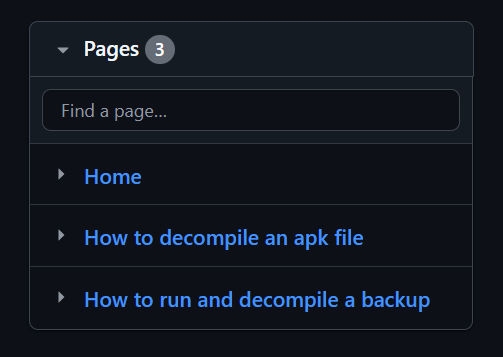 Pages 3
Find a page...
Home
How to decompile an apk file
How to run and decompile a backup